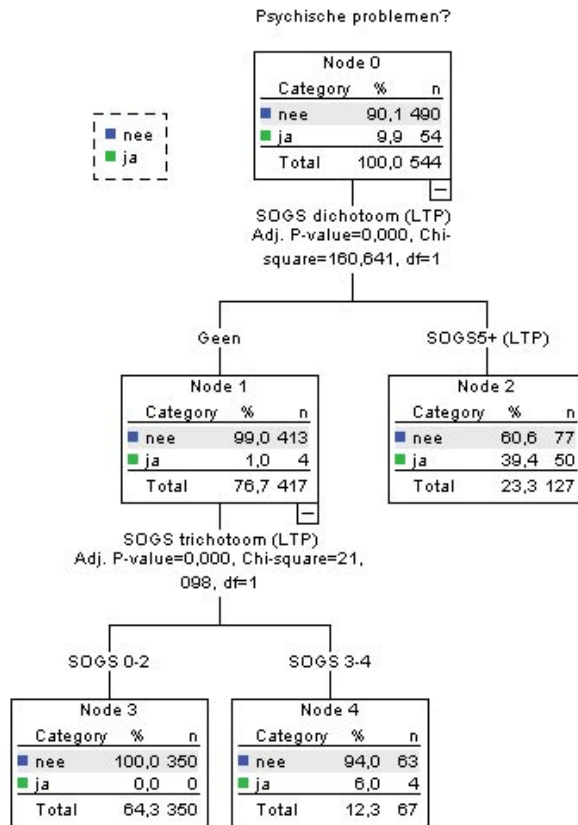 Psychische problemen?
Node 0
Category % n
nee 90,1 490
ja 9,9 54
Total 100,0 544
nee
ja
SOGS dichotoom (LTP)
Adj. P-value=0,000, Chi-
square=160,641, df=1
Geen
SOGS5+ (LTP)
Node 1
Category % n
nee 99,0 413
ja 1,0 4
Total 76,7 417
Node 2
Category % n
nee 60,6 77
ja 39,4 50
Total 23,3 127
SOGS trichotoom (LTP)
Adj. P-value=0,000, Chi-square=21,
098, df=1
SOGS 0-2
SOGS 3-4
Node 3
Category % n
nee 100,0 350
ja 0,0 0
Total 64,3 350
Node 4
Category % n
nee 94,0 63
ja 6,0 4
Total 12,3 67